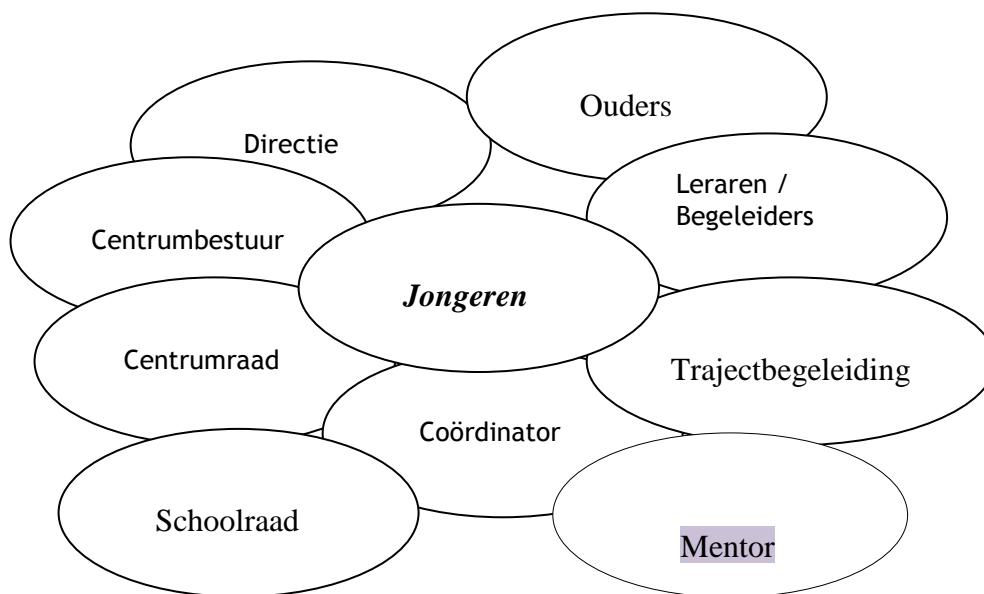 Ouders
Directie
Leraren /
Begeleiders
Centrumbestuur
Jongeren
Centrumraad
Trajectbegeleiding
Coördinator
Schoolraad
Mentor